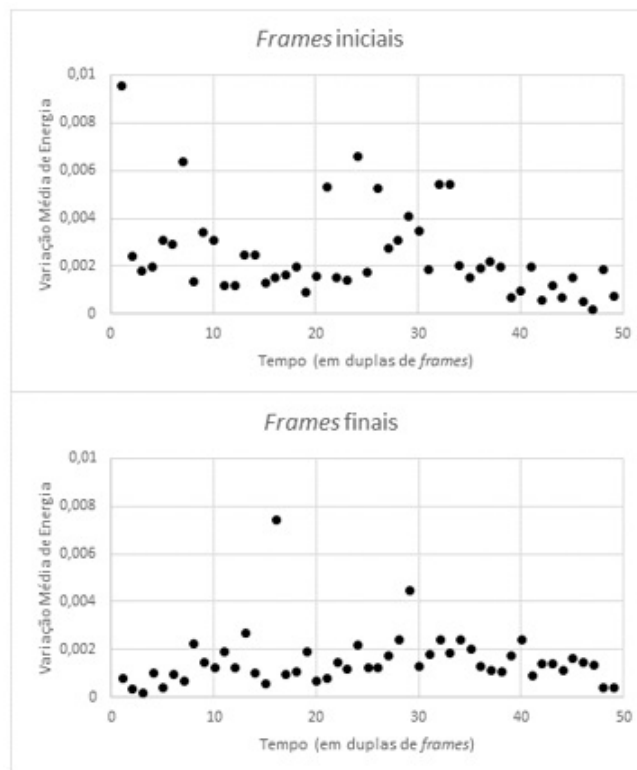 Frames iniciais
Variação Média de Energia
0,01
0,008
0,006
0,004
0,002
0
0 10 20 30 40 50
Tempo (em duplas de frames)
Frames finais
Variação Média de Energia
0,01
0,008
0,006
0,004
0,002
0
0 10 20 30 40 50
Tempo (em duplas de frames)